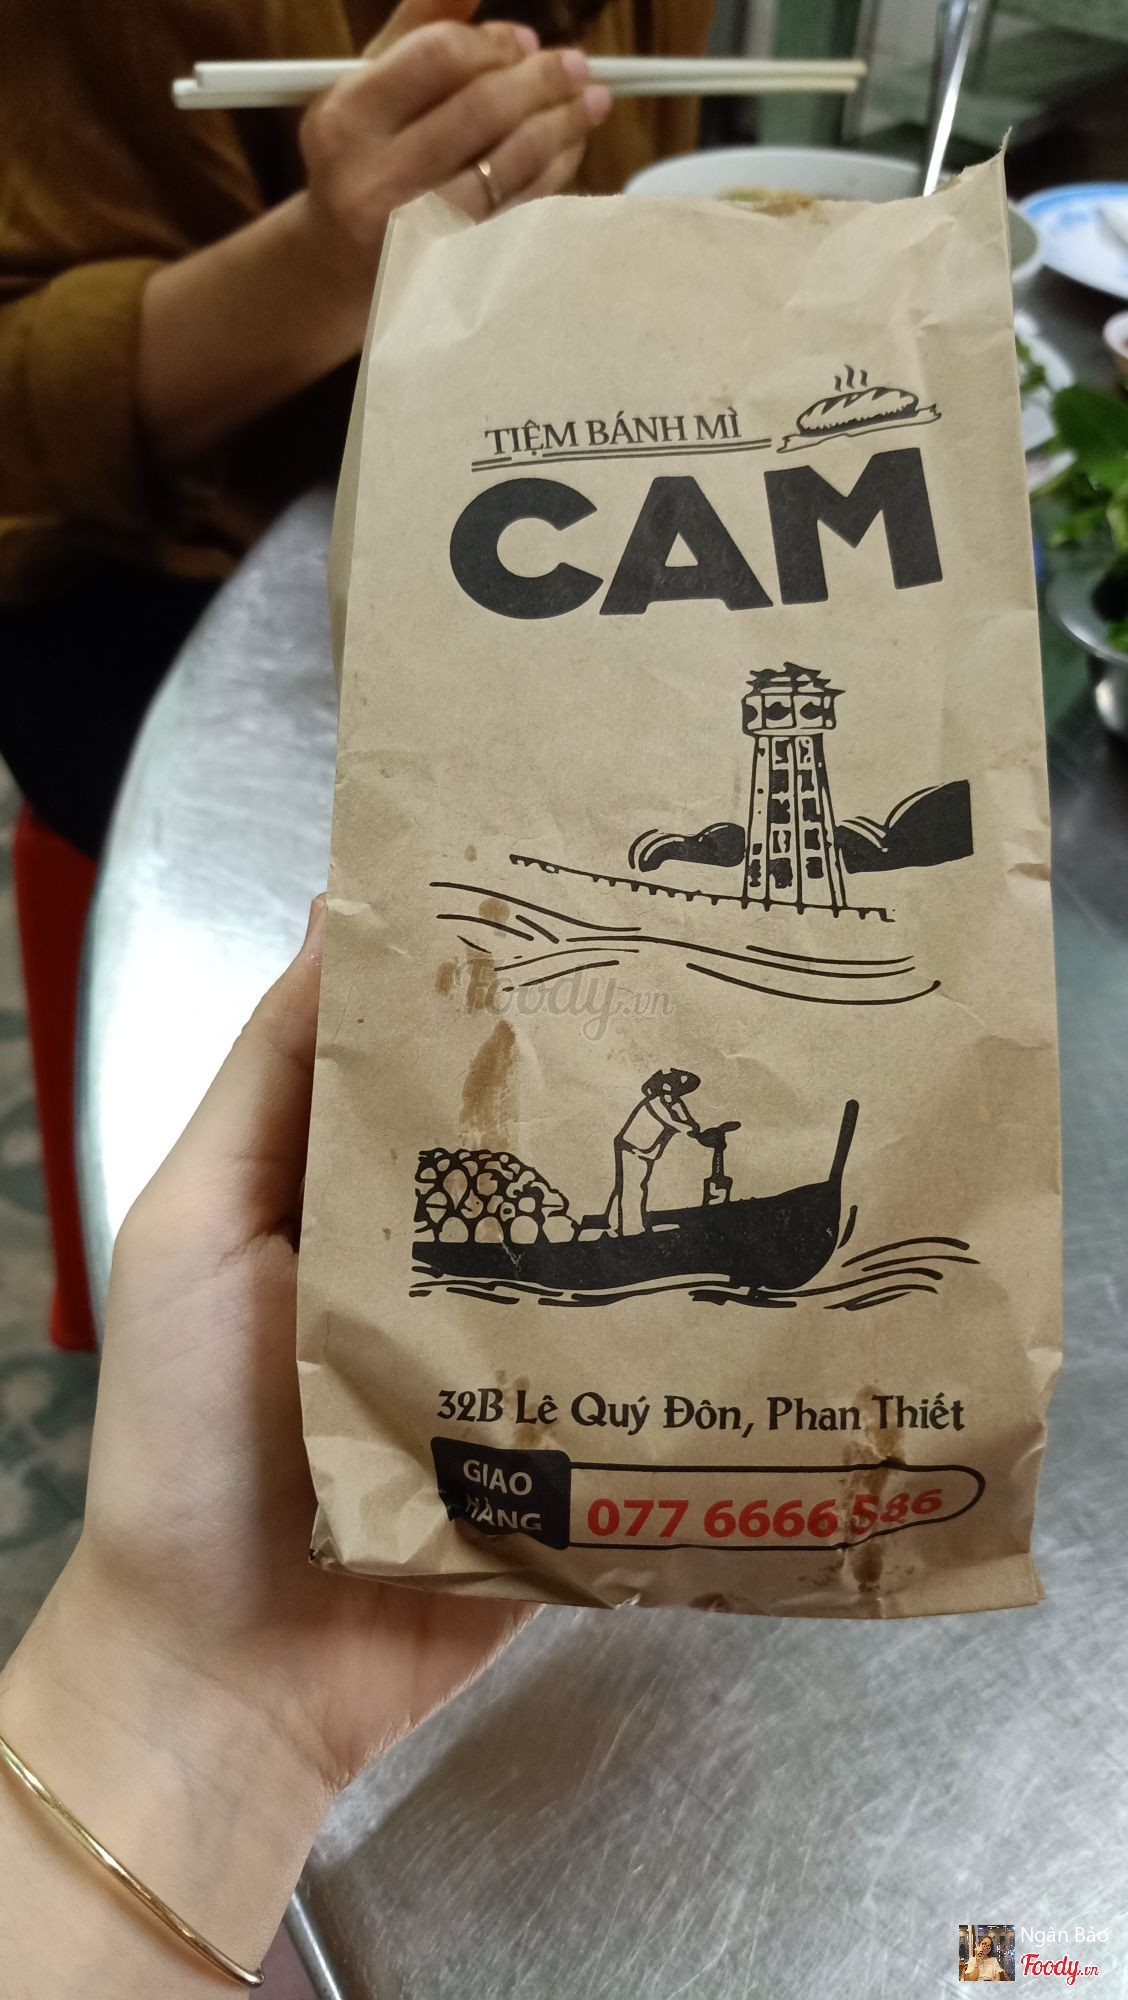 TIỆM BÁNH MÌ
CAM
Foody.vn
32B Lê Quý Đôn, Phan Thiết
GIAO
HÀNG
077 6666 586
Ngân Bảo
Foody.vn